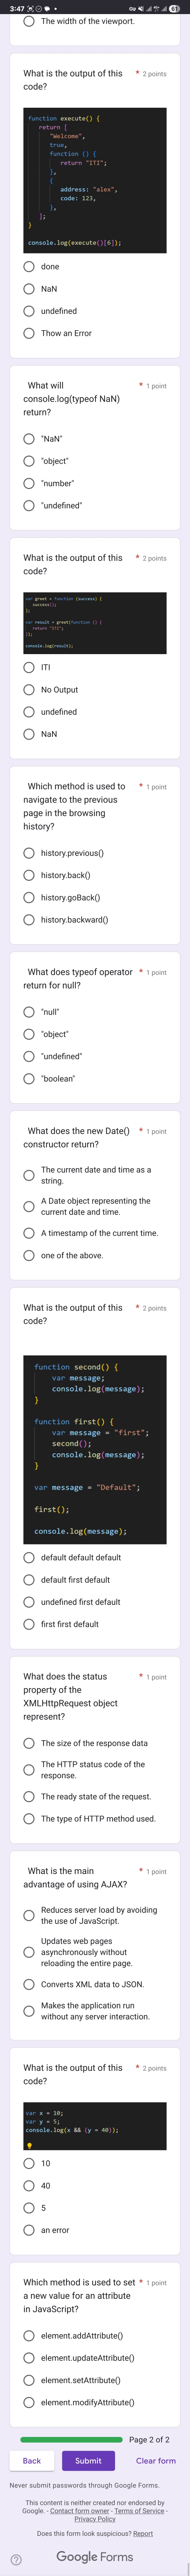 3:47
61
The width of the viewport.
What is the output of this * 2 points
code?
function execute() {
return [
"Welcome",
true,
function () {
return "ITI";
},
{
address: "alex",
code: 123,
},
];
}
console.log(execute()[6]);
done
NaN
undefined
Thow an Error
What will * 1 point
console.log(typeof NaN)
return?
"NaN"
"object"
"number"
"undefined"
What is the output of this * 2 points
code?
var greet = function (success) {
success();
};
var result = greet(function () {
return "ITI";
});
console.log(result);
ITI
No Output
undefined
NaN
Which method is used to * 1 point
navigate to the previous
page in the browsing
history?
history.previous()
history.back()
history.goBack()
history.backward()
What does typeof operator * 1 point
return for null?
"null"
"object"
"undefined"
"boolean"
What does the new Date() * 1 point
constructor return?
The current date and time as a
string.
A Date object representing the
current date and time.
A timestamp of the current time.
one of the above.
What is the output of this * 2 points
code?
function second() {
var message;
console.log(message);
}
function first() {
var message = "first";
second();
console.log(message);
}
var message = "Default";
first();
console.log(message);
default default default
default first default
undefined first default
first first default
What does the status * 1 point
property of the
XMLHttpRequest object
represent?
The size of the response data
The HTTP status code of the
response.
The ready state of the request.
The type of HTTP method used.
What is the main * 1 point
advantage of using AJAX?
Reduces server load by avoiding
the use of JavaScript.
Updates web pages
asynchronously without
reloading the entire page.
Converts XML data to JSON.
Makes the application run
without any server interaction.
What is the output of this * 2 points
code?
var x = 10;
var y = 5;
console.log(x && (y = 40));
10
40
5
an error
Which method is used to set * 1 point
a new value for an attribute
in JavaScript?
element.addAttribute()
element.updateAttribute()
element.setAttribute()
element.modifyAttribute()
Page 2 of 2
Back Submit Clear form
Never submit passwords through Google Forms.
This content is neither created nor endorsed by
Google. - Contact form owner - Terms of Service -
Privacy Policy
Does this form look suspicious? Report
Google Forms